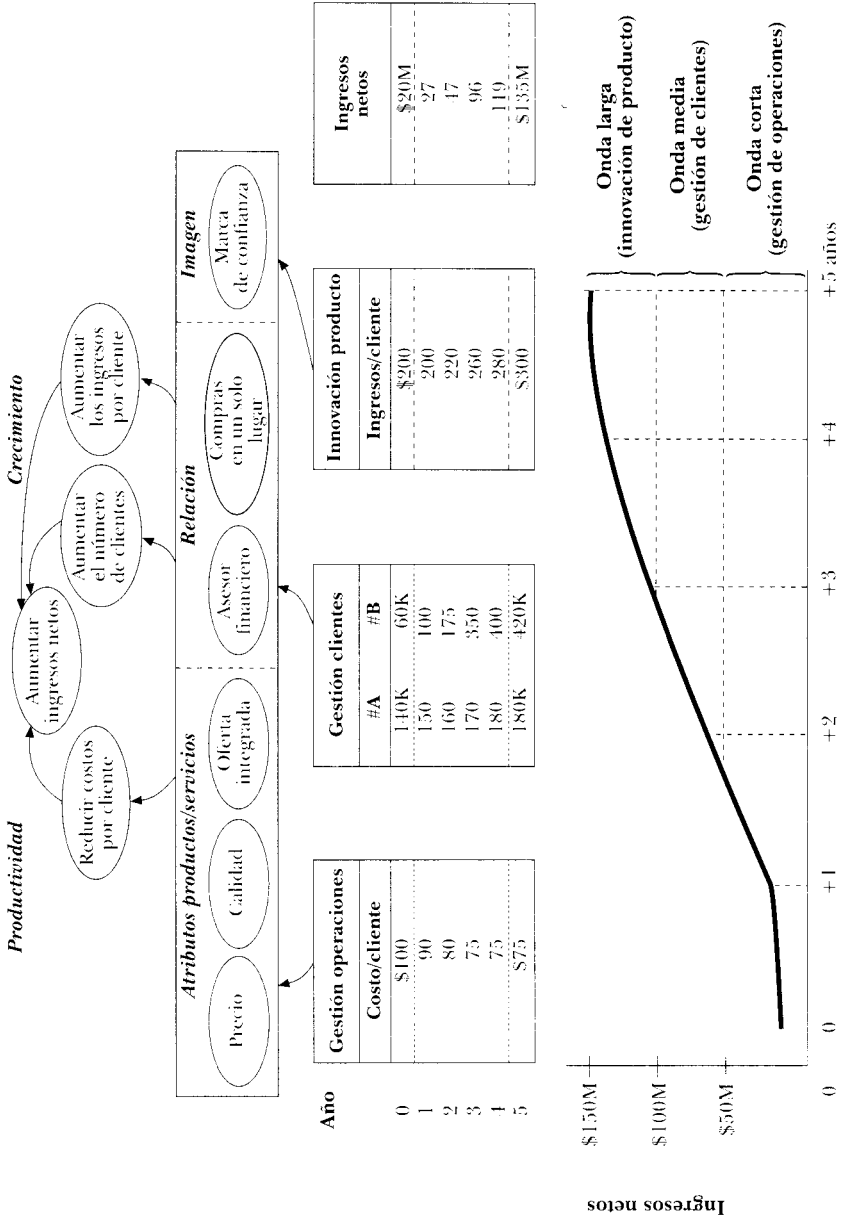 Productividad
Crecimiento
Aumentar
ingresos netos
Reducir costos
por cliente
Aumentar
el número
de clientes
Aumentar
los ingresos
por cliente
Atributos productos/servicios
Relación
Imagen
Precio
Calidad
Oferta
integrada
Asesor
financiero
Compras
en un solo
lugar
Marca
de confianza
Gestión operaciones
Gestión clientes
Innovación producto
Ingresos
netos
Año
Costo/cliente
#A
#B
Ingresos/cliente
0 $100 140K 60K $200 $20M
1 90 150 100 200 27
2 80 160 175 220 47
3 75 170 350 260 96
4 75 180 400 280 119
5 $75 180K 420K $300 $135M
Ingresos netos
$150M
$100M
$50M
0
0
+1
+2
+3
+4
+5 años
Onda larga
(innovación de producto)
Onda media
(gestión de clientes)
Onda corta
(gestión de operaciones)